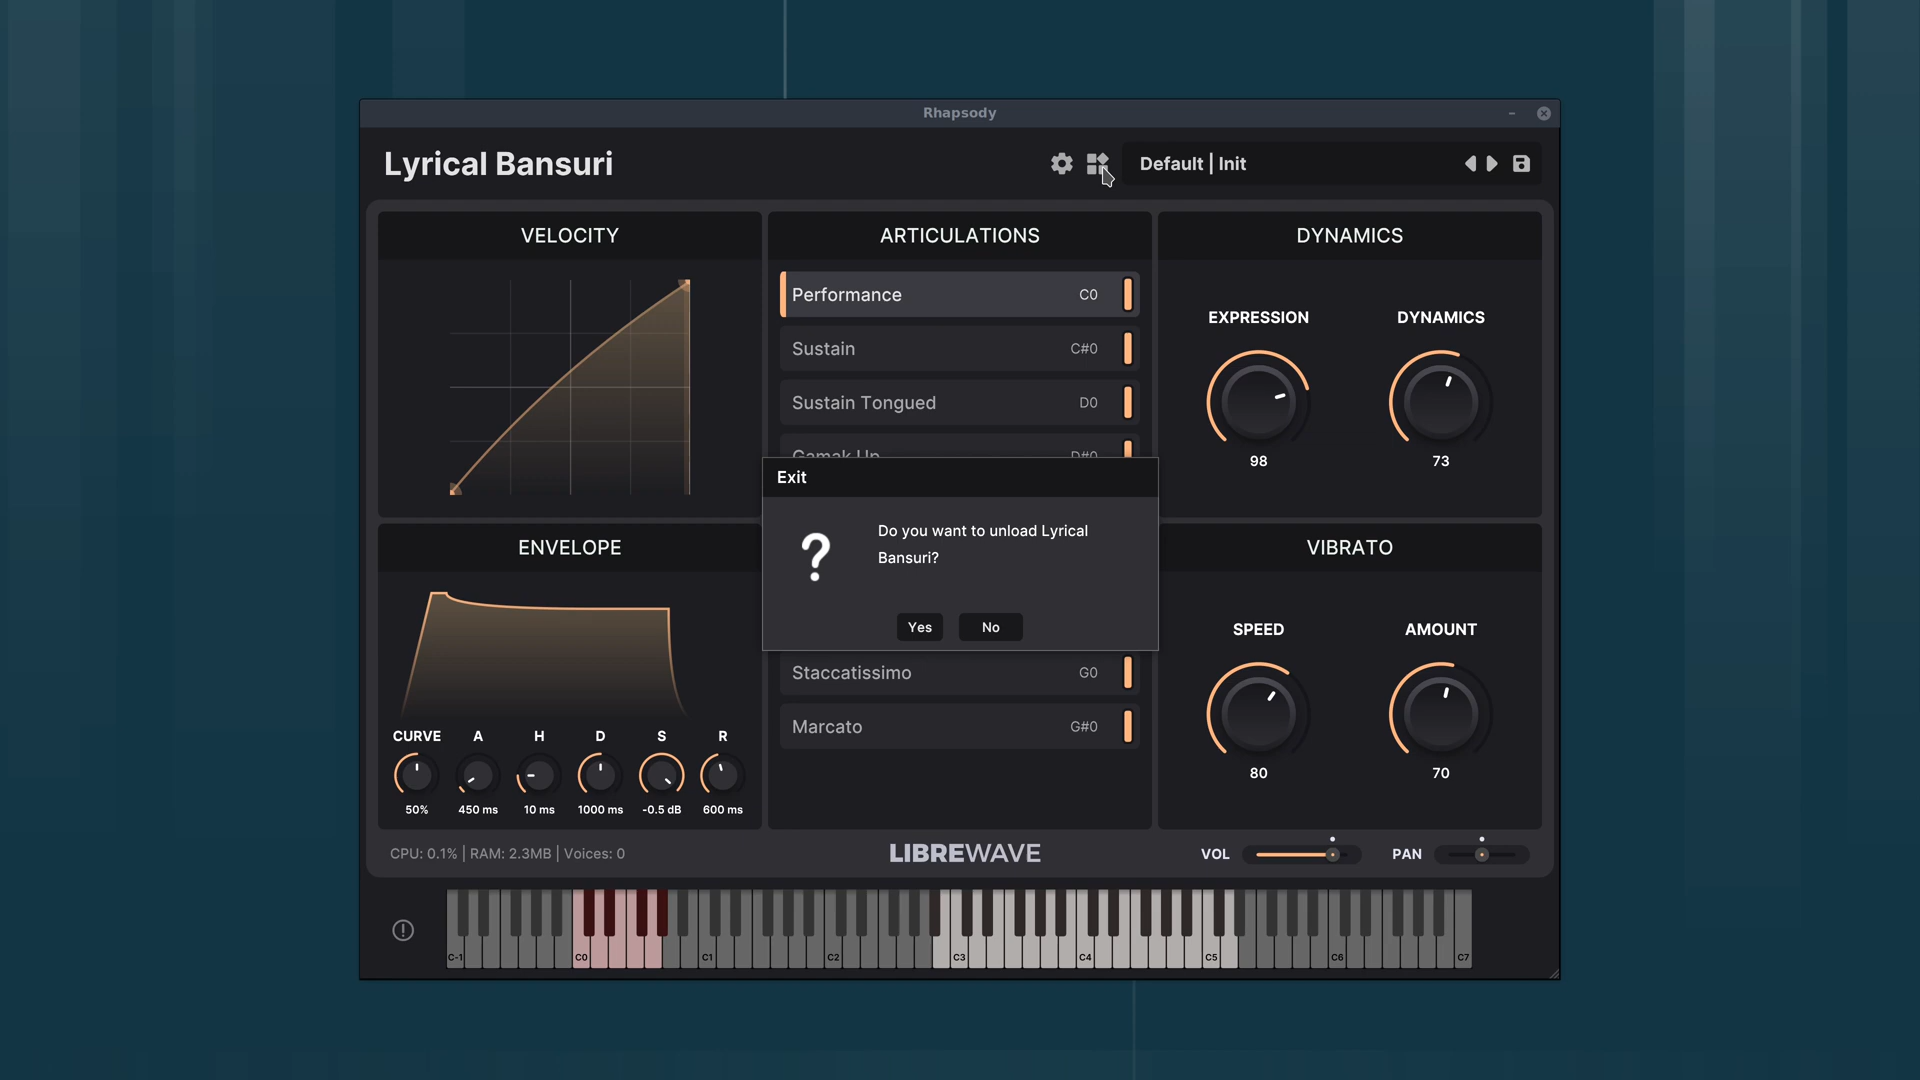 Rhapsody
Lyrical Bansuri
Default | Init
VELOCITY
ARTICULATIONS
Performance C0
Sustain C#0
Sustain Tongued D0
Gamak Up D#0
Staccatissimo G0
Marcato G#0
Exit
Do you want to unload Lyrical
Bansuri?
Yes No
DYNAMICS
EXPRESSION DYNAMICS
98 73
ENVELOPE
CURVE A H D S R
50% 450 ms 10 ms 1000 ms -0.5 dB 600 ms
VIBRATO
SPEED AMOUNT
80 70
CPU: 0.1% | RAM: 2.3MB | Voices: 0
LIBREWAVE
VOL PAN
C-1 C0 C1 C2 C3 C4 C5 C6 C7